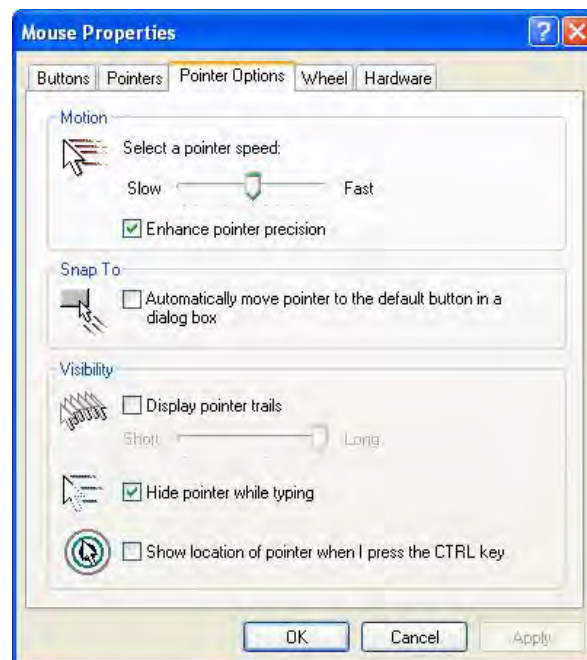 Mouse Properties
Buttons Pointers Pointer Options Wheel Hardware
Motion
Select a pointer speed:
Slow Fast
Enhance pointer precision
Snap To
Automatically move pointer to the default button in a
dialog box
Visibility
Display pointer trails
Short Long
Hide pointer while typing
Show location of pointer when I press the CTRL key
OK Cancel Apply